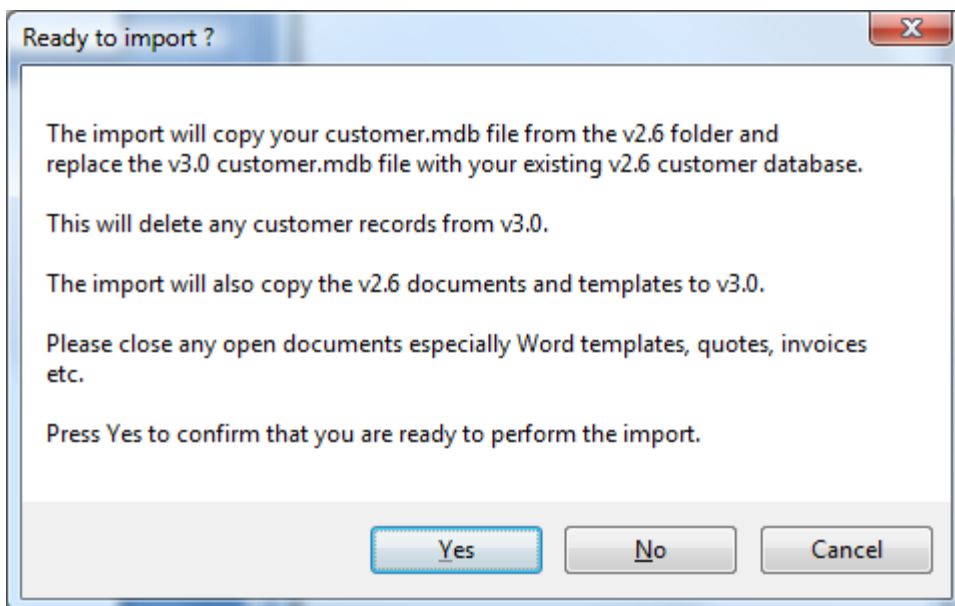 Ready to import ?
The import will copy your customer.mdb file from the v2.6 folder and
replace the v3.0 customer.mdb file with your existing v2.6 customer database.
This will delete any customer records from v3.0.
The import will also copy the v2.6 documents and templates to v3.0.
Please close any open documents especially Word templates, quotes, invoices
etc.
Press Yes to confirm that you are ready to perform the import.
Yes No Cancel